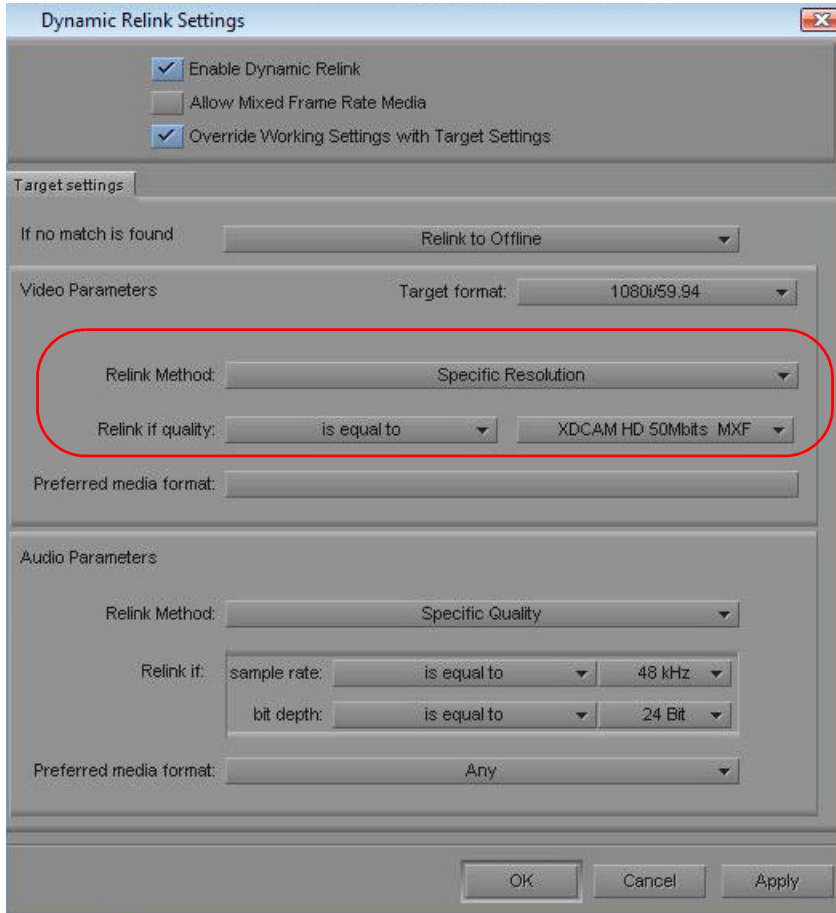 Dynamic Relink Settings
Enable Dynamic Relink
Allow Mixed Frame Rate Media
Override Working Settings with Target Settings
Target settings
If no match is found Relink to Offline
Video Parameters Target format: 1080i/59.94
Relink Method: Specific Resolution
Relink if quality: is equal to XDCAM HD 50Mbits MXF
Preferred media format:
Audio Parameters
Relink Method: Specific Quality
Relink if: sample rate: is equal to 48 kHz
bit depth: is equal to 24 Bit
Preferred media format: Any
OK Cancel Apply